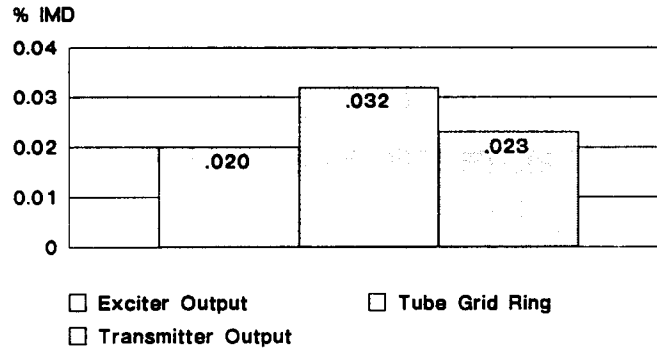 % IMD
0.04
0.03
0.02
0.01
0
.020
.032
.023
Exciter Output
Tube Grid Ring
Transmitter Output